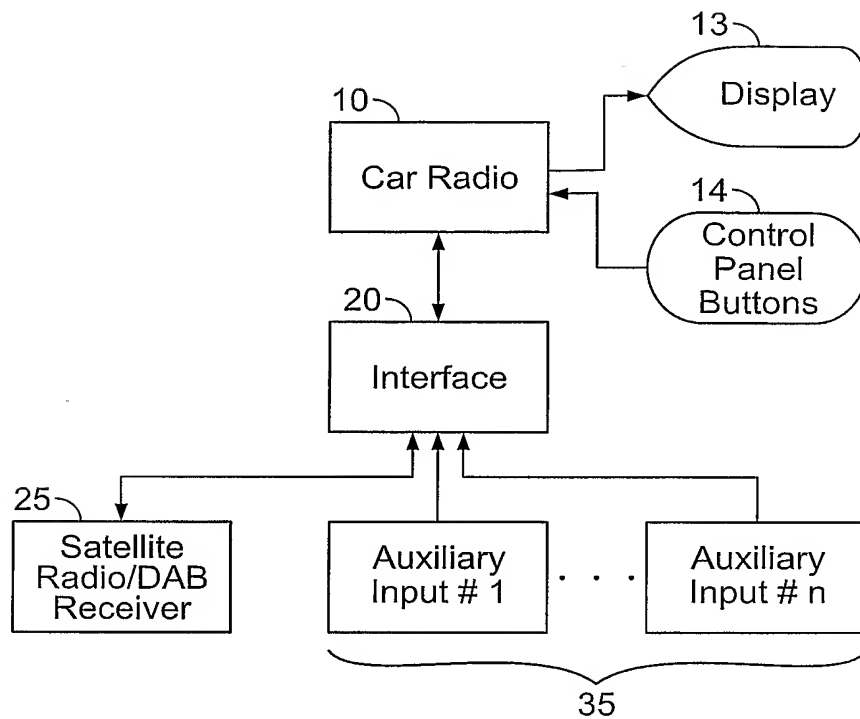 13
Display
10
Car Radio
14
Control
Panel
Buttons
20
Interface
25
Satellite
Radio/DAB
Receiver
Auxiliary
Input # 1
. . .
Auxiliary
Input # n
35